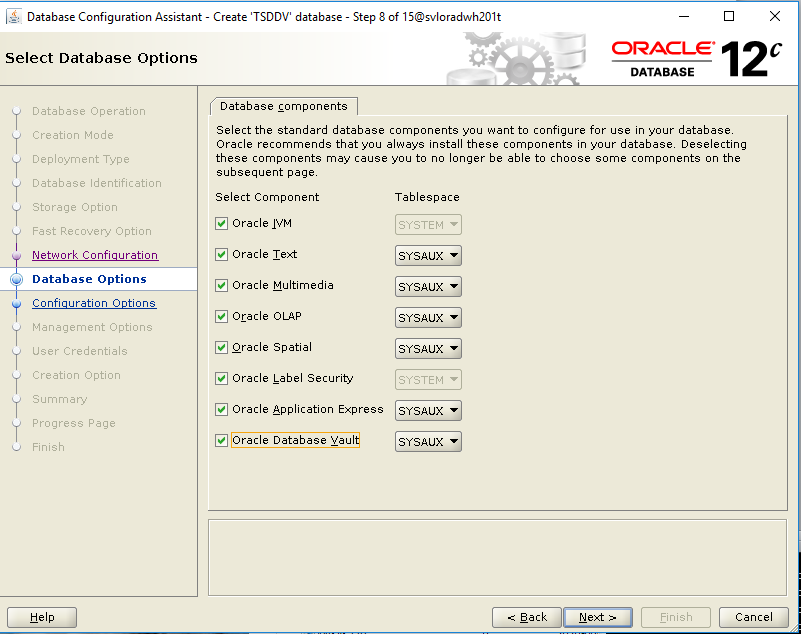 Database Configuration Assistant - Create 'TSDDV' database - Step 8 of 15@svloradwh201t
Select Database Options
ORACLE
DATABASE
12c
Database Operation
Creation Mode
Deployment Type
Database Identification
Storage Option
Fast Recovery Option
Network Configuration
Database Options
Configuration Options
Management Options
User Credentials
Creation Option
Summary
Progress Page
Finish
Database components
Select the standard database components you want to configure for use in your database.
Oracle recommends that you always install these components in your database. Deselecting
these components may cause you to no longer be able to choose some components on the
subsequent page.
Select Component Tablespace
Oracle JVM SYSTEM
Oracle Text SYSAUX
Oracle Multimedia SYSAUX
Oracle OLAP SYSAUX
Oracle Spatial SYSAUX
Oracle Label Security SYSTEM
Oracle Application Express SYSAUX
Oracle Database Vault SYSAUX
Help < Back Next > Finish Cancel